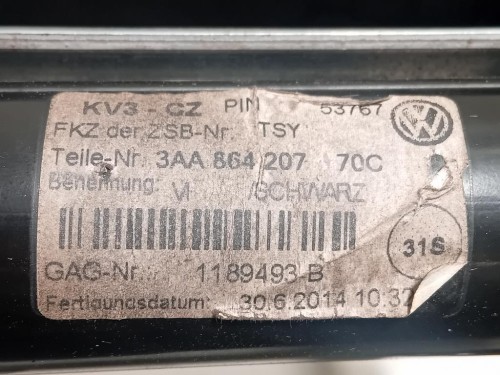 KV3 - CZ PIN 53767
FKZ der ZSB-Nr. TSY
Teile-Nr. 3AA 864 207 70C
Benennung: VI /SCHWARZ
31S
GAG-Nr.: 1189493-B
Fertigungsdatum: 30.6.2014 10:37